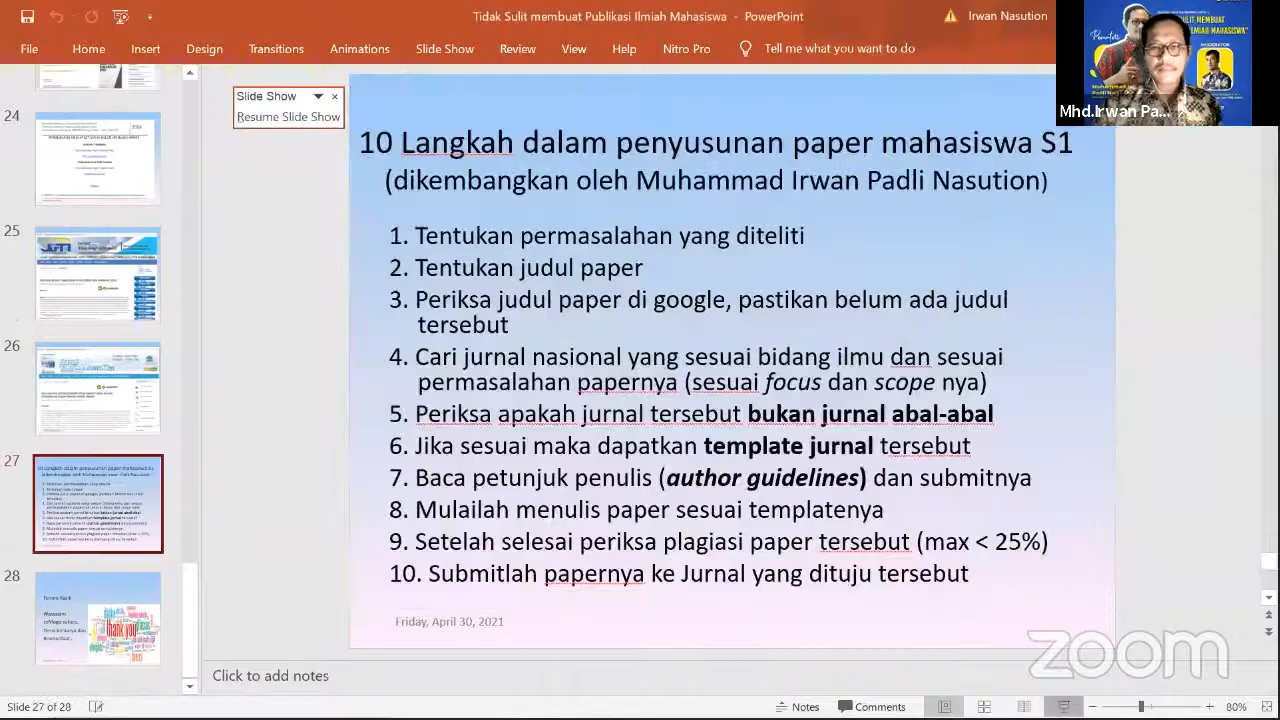 Tidak Sulit membuat Publikasi Ilmiah Mahasiswa - PowerPoint
Irwan Nasution
File Home Insert Design Transitions Animations Slide Show Review View Help Nitro Pro Tell me what you want to do
SULIT MEMBUAT
ILMIAH MAHASISWA"
MODERATOR
Mhd.Irwan Pa...
Slide Show
Resume Slide Show
24
25
26
27
28
10 Langkah dalam penyusunan paper mahasiswa S1
(dikembangkan oleh Muhammad Irwan Padli Nasution)
1. Tentukan permasalahan yang diteliti
2. Tentukan judul paper
3. Periksa judul paper di google, pastikan belum ada judul
tersebut
4. Cari jurnal nasional yang sesuai bidang ilmu dan sesuai
permasalahan papernya (sesuai focus dan scope nya)
5. Periksa apakah jurnal tersebut bukan jurnal abal-abal
6. Jika sesuai maka dapatkan template jurnal tersebut
7. Baca petunjuk penulis (author guidelines) dan submitnya
8. Mulailah menulis paper sesuai templatenya
9. Setelah selesai periksa plagiasi paper tersebut (max < 25%)
10. Submitlah papernya ke Jurnal yang dituju tersebut
Friday, April 30, 2021
thank you
zoom
Click to add notes
Slide 27 of 28
Notes
Comments
80%